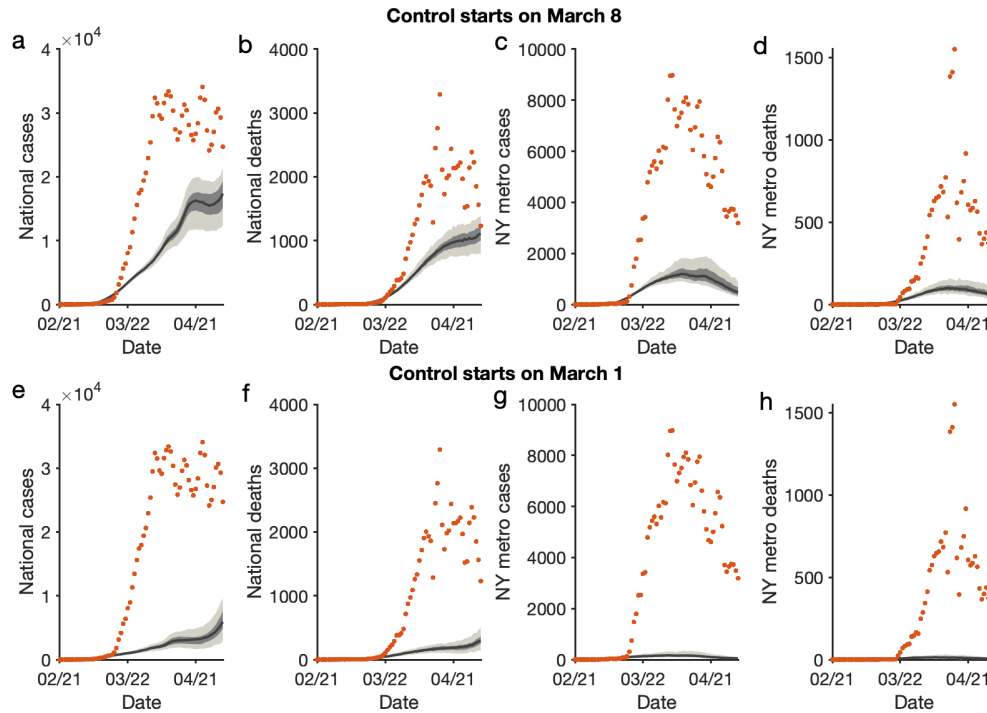 Control starts on March 8
a
×10⁴
4
3
2
1
0
National cases
02/21 03/22 04/21
Date
b
4000
3000
2000
1000
0
National deaths
02/21 03/22 04/21
Date
c
10000
8000
6000
4000
2000
0
NY metro cases
02/21 03/22 04/21
Date
d
1500
1000
500
0
NY metro deaths
02/21 03/22 04/21
Date
Control starts on March 1
e
×10⁴
4
3
2
1
0
National cases
02/21 03/22 04/21
Date
f
4000
3000
2000
1000
0
National deaths
02/21 03/22 04/21
Date
g
10000
8000
6000
4000
2000
0
NY metro cases
02/21 03/22 04/21
Date
h
1500
1000
500
0
NY metro deaths
02/21 03/22 04/21
Date